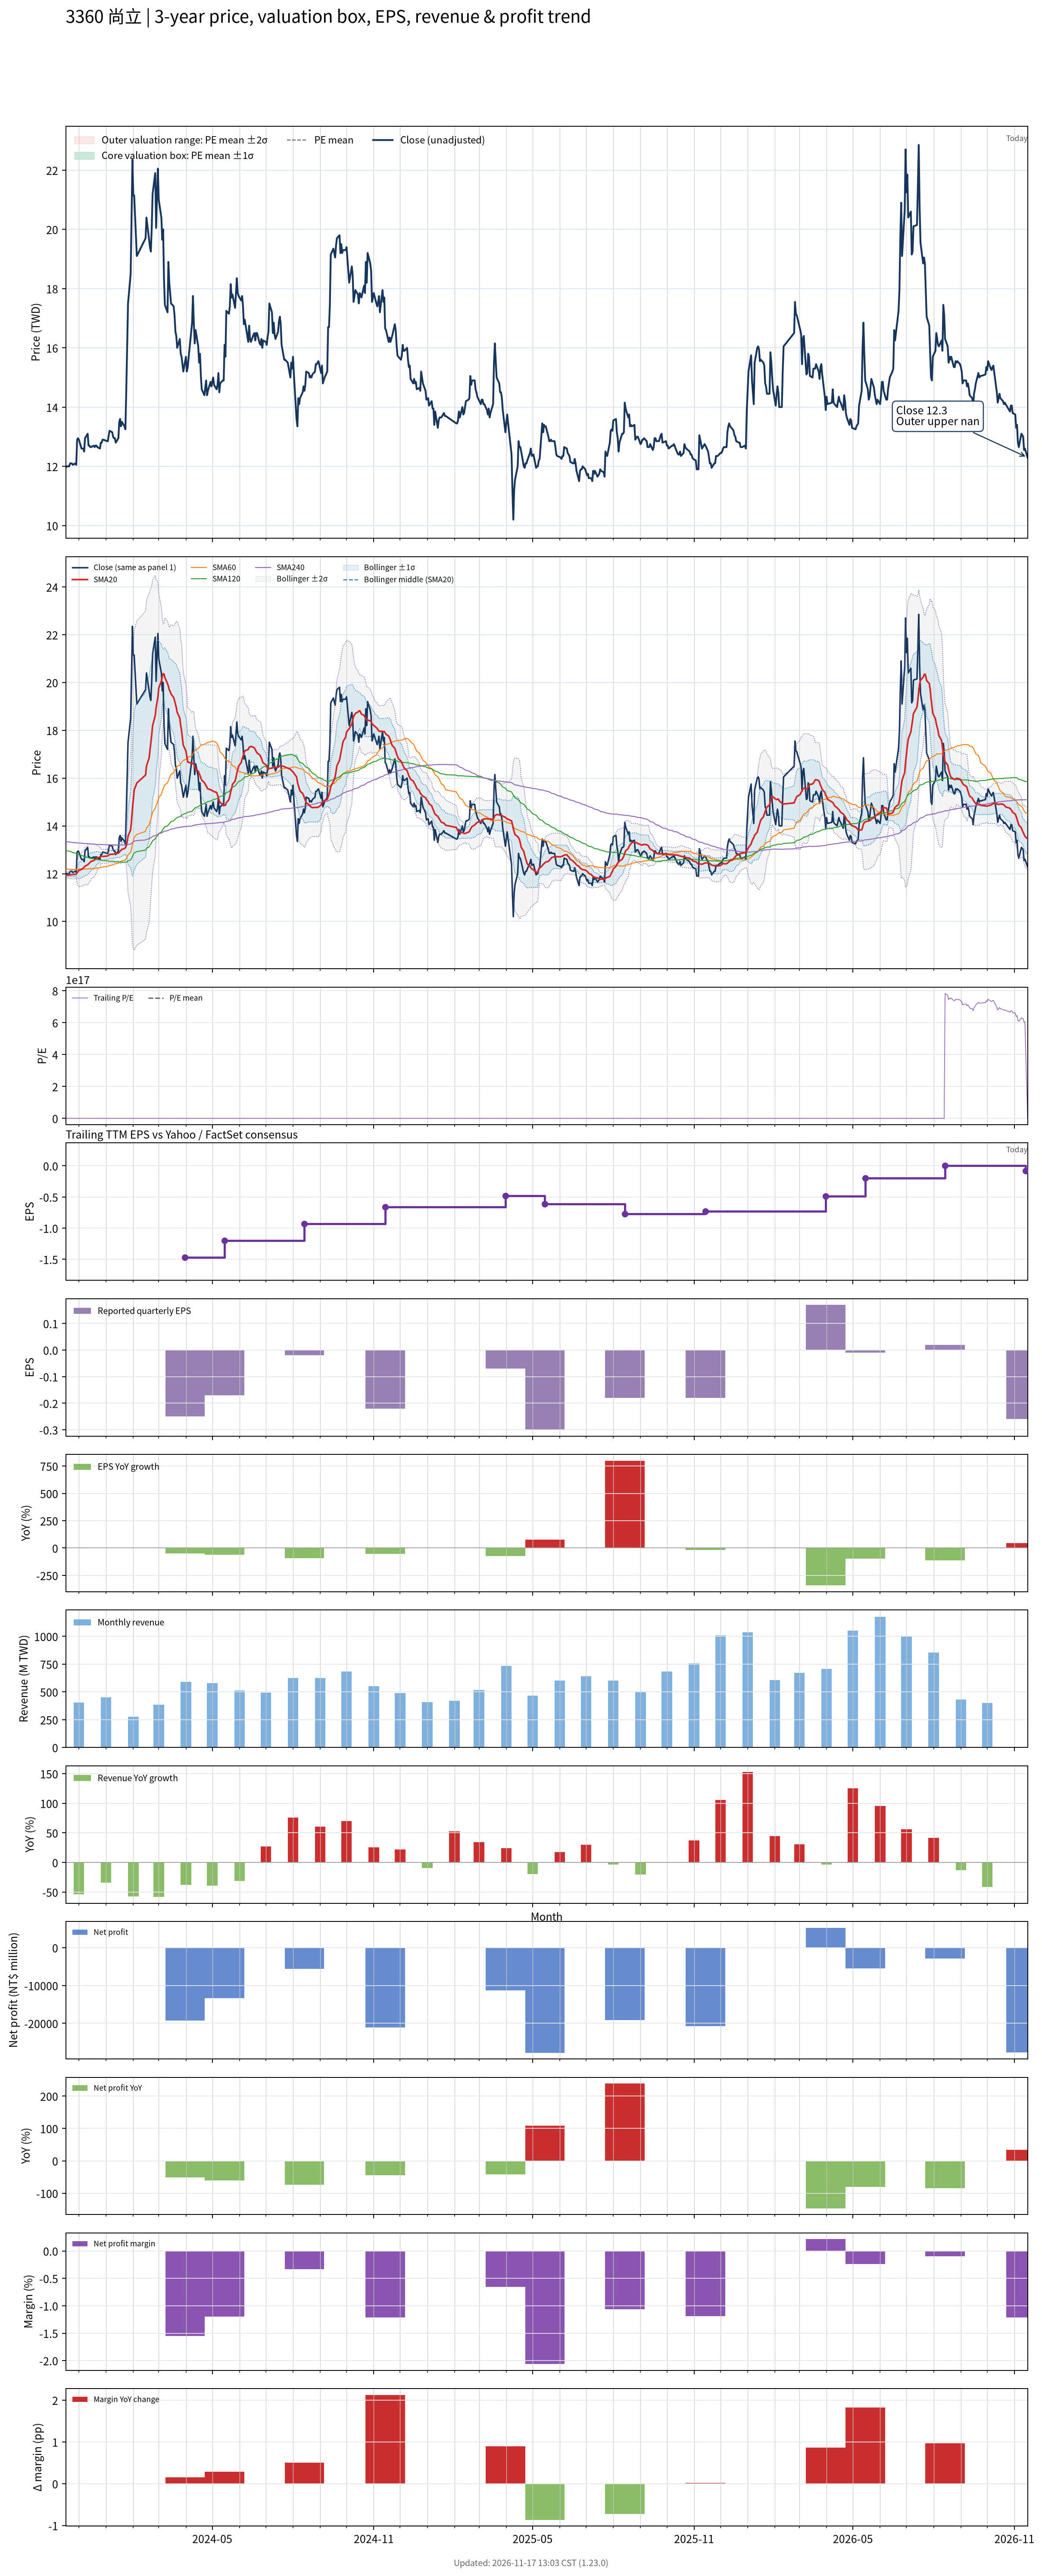 3360 尚立 | 3-year price, valuation box, EPS, revenue & profit trend
Outer valuation range: PE mean ±2σ
PE mean
Close (unadjusted)
Core valuation box: PE mean ±1σ
Today
22
20
18
16
14
12
10
Price (TWD)
Close 12.3
Outer upper nan
Close (same as panel 1)
SMA20
SMA60
SMA120
SMA240
Bollinger ±2σ
Bollinger ±1σ
Bollinger middle (SMA20)
24
22
20
18
16
14
12
10
Price
1e17
Trailing P/E
P/E mean
8
6
4
2
0
P/E
Trailing TTM EPS vs Yahoo / FactSet consensus
Today
0.0
-0.5
-1.0
-1.5
EPS
Reported quarterly EPS
0.1
0.0
-0.1
-0.2
-0.3
EPS
EPS YoY growth
750
500
250
0
-250
YoY (%)
Monthly revenue
1000
750
500
250
0
Revenue (M TWD)
Revenue YoY growth
150
100
50
0
-50
YoY (%)
Month
Net profit
0
-10000
-20000
Net profit (NT$ million)
Net profit YoY
200
100
0
-100
YoY (%)
Net profit margin
0.0
-0.5
-1.0
-1.5
-2.0
Margin (%)
Margin YoY change
2
1
0
-1
Δ margin (pp)
2024-05
2024-11
2025-05
2025-11
2026-05
2026-11
Updated: 2026-11-17 13:03 CST (1.23.0)